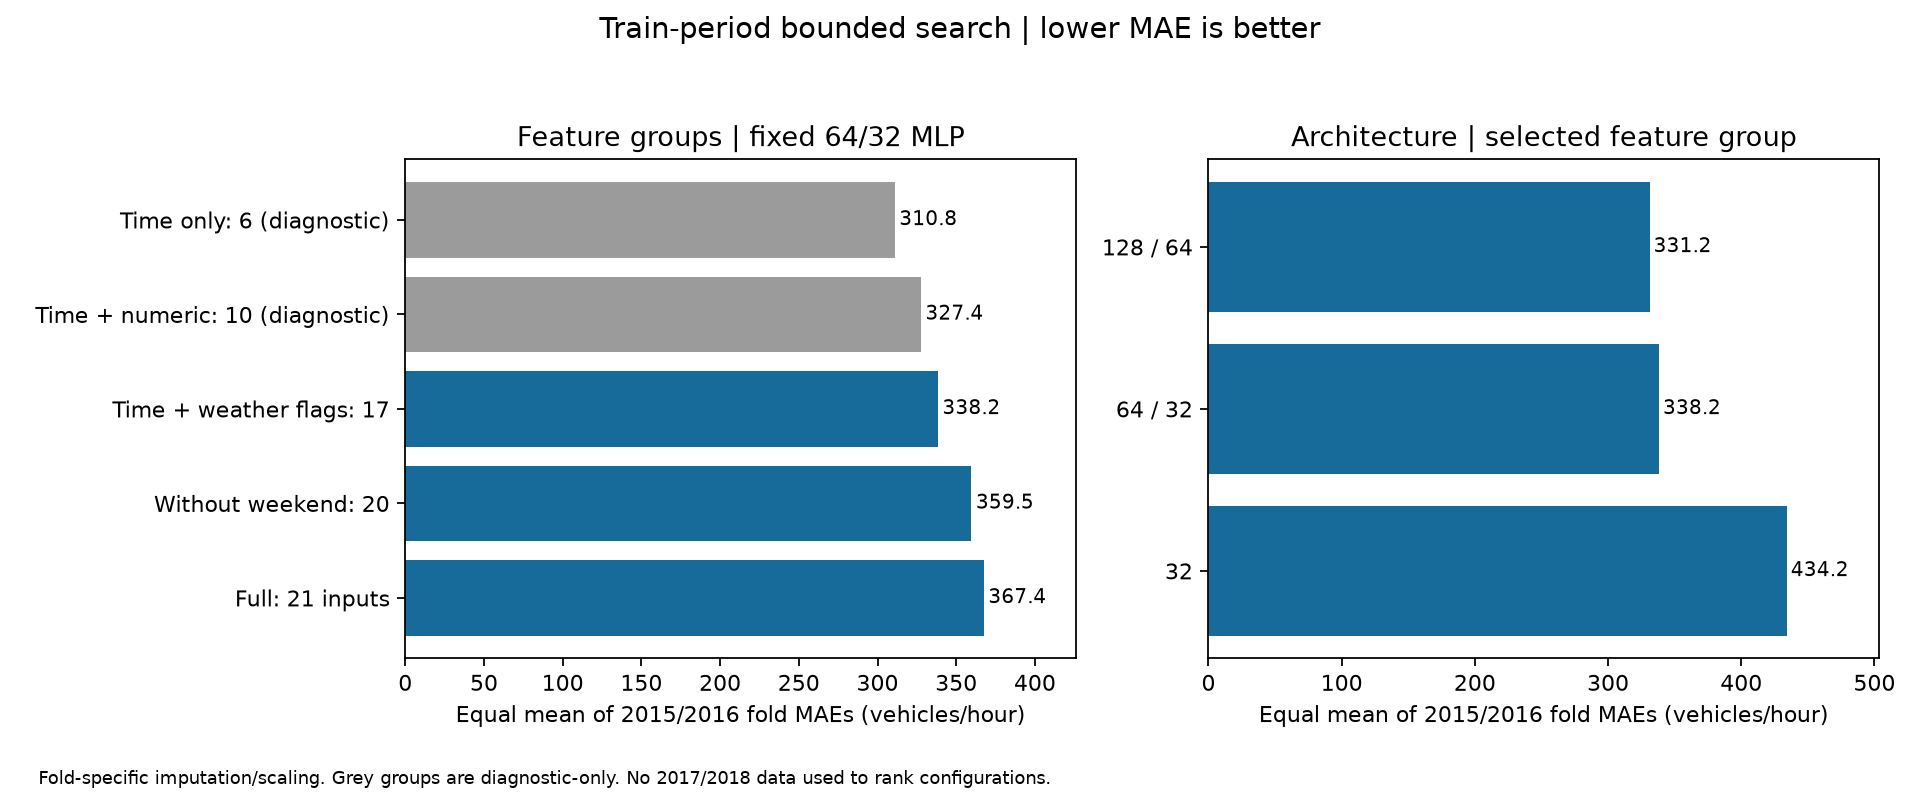 Train-period bounded search | lower MAE is better
Feature groups | fixed 64/32 MLP
Time only: 6 (diagnostic)
310.8
Time + numeric: 10 (diagnostic)
327.4
Time + weather flags: 17
338.2
Without weekend: 20
359.5
Full: 21 inputs
367.4
0 50 100 150 200 250 300 350 400
Equal mean of 2015/2016 fold MAEs (vehicles/hour)
Architecture | selected feature group
128 / 64
331.2
64 / 32
338.2
32
434.2
0 100 200 300 400 500
Equal mean of 2015/2016 fold MAEs (vehicles/hour)
Fold-specific imputation/scaling. Grey groups are diagnostic-only. No 2017/2018 data used to rank configurations.